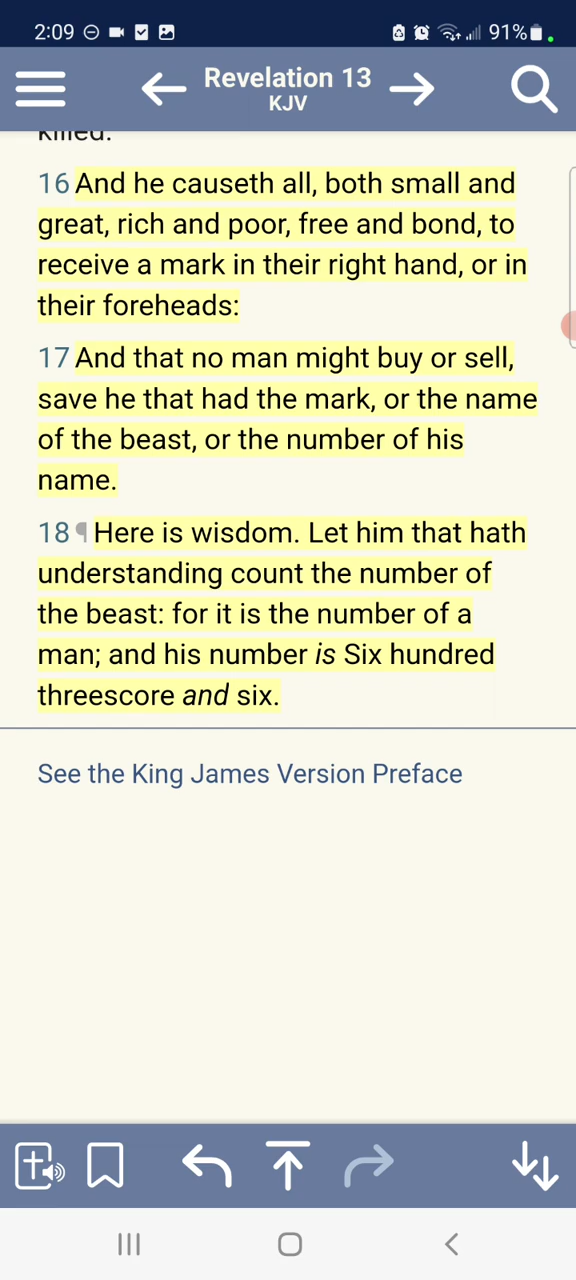 2:09 91%
Revelation 13
KJV
killed.
16 And he causeth all, both small and
great, rich and poor, free and bond, to
receive a mark in their right hand, or in
their foreheads:
17 And that no man might buy or sell,
save he that had the mark, or the name
of the beast, or the number of his
name.
18 ¶ Here is wisdom. Let him that hath
understanding count the number of
the beast: for it is the number of a
man; and his number is Six hundred
threescore and six.
See the King James Version Preface